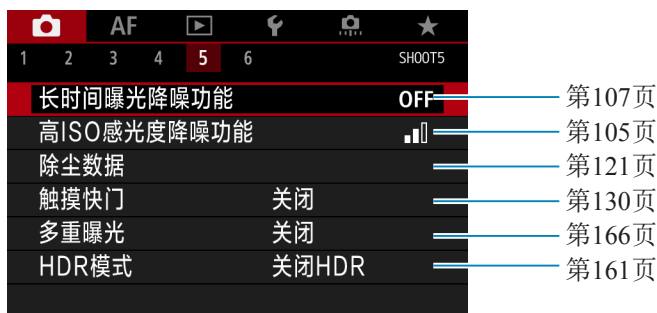 AF
1 2 3 4 5 6 SHOOT5
长时间曝光降噪功能 OFF 第107页
高ISO感光度降噪功能 第105页
除尘数据 第121页
触摸快门 关闭 第130页
多重曝光 关闭 第166页
HDR模式 关闭HDR 第161页